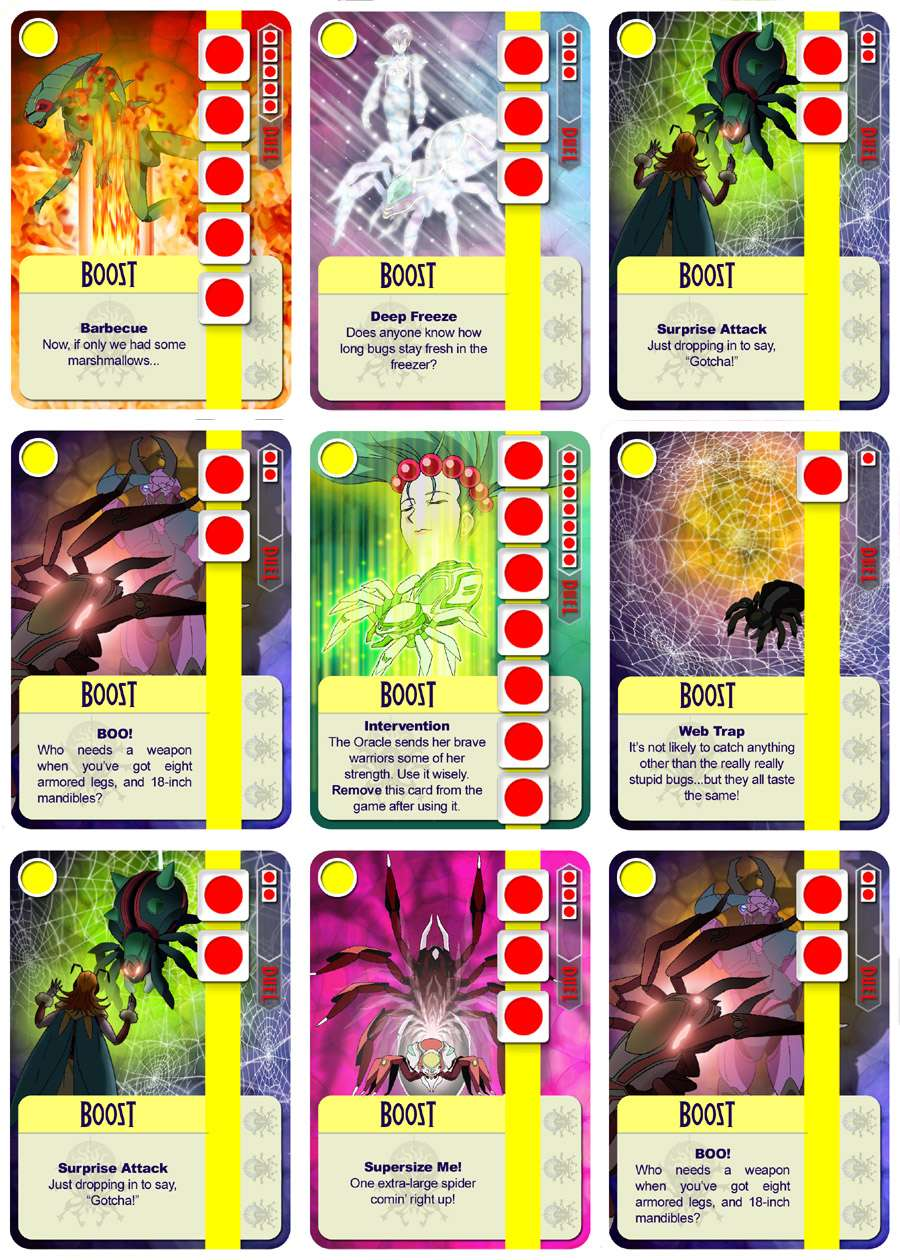 DUEL
BOOST
Barbecue
Now, if only we had some
marshmallows...
DUEL
BOOST
Deep Freeze
Does anyone know how
long bugs stay fresh in the
freezer?
DUEL
BOOST
Surprise Attack
Just dropping in to say,
“Gotcha!”
DUEL
BOOST
BOO!
Who needs a weapon
when you’ve got eight
armored legs, and 18-inch
mandibles?
DUEL
BOOST
Intervention
The Oracle sends her brave
warriors some of her
strength. Use it wisely.
Remove this card from the
game after using it.
DUEL
BOOST
Web Trap
It’s not likely to catch anything
other than the really really
stupid bugs...but they all taste
the same!
DUEL
BOOST
Surprise Attack
Just dropping in to say,
“Gotcha!”
DUEL
BOOST
Supersize Me!
One extra-large spider
comin’ right up!
DUEL
BOOST
BOO!
Who needs a weapon
when you’ve got eight
armored legs, and 18-inch
mandibles?